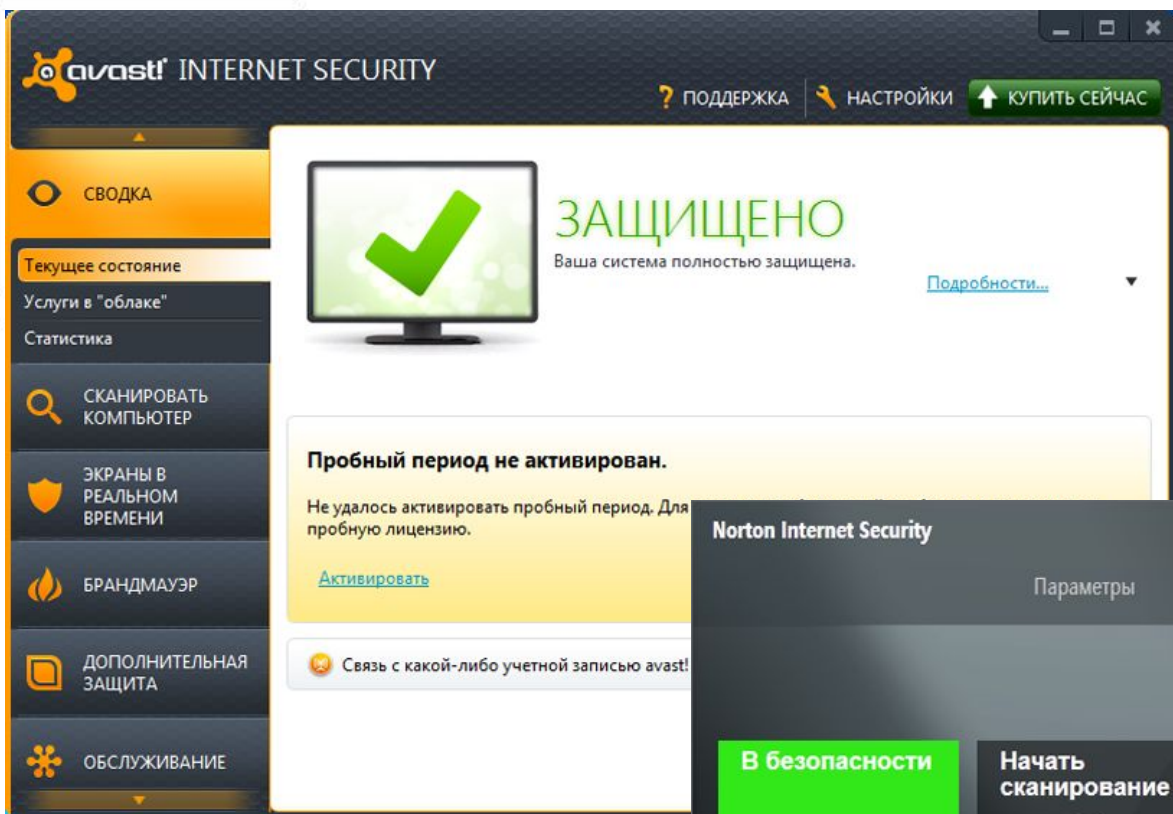 avast! INTERNET SECURITY
ПОДДЕРЖКА
НАСТРОЙКИ
КУПИТЬ СЕЙЧАС
СВОДКА
Текущее состояние
Услуги в "облаке"
Статистика
СКАНИРОВАТЬ
КОМПЬЮТЕР
ЭКРАНЫ В
РЕАЛЬНОМ
ВРЕМЕНИ
БРАНДМАУЭР
ДОПОЛНИТЕЛЬНАЯ
ЗАЩИТА
ОБСЛУЖИВАНИЕ
ЗАЩИЩЕНО
Ваша система полностью защищена.
Подробности...
Пробный период не активирован.
Не удалось активировать пробный период. Для
пробную лицензию.
Активировать
Связь с какой-либо учетной записью avast!
Norton Internet Security
Параметры
В безопасности
Начать
сканирование